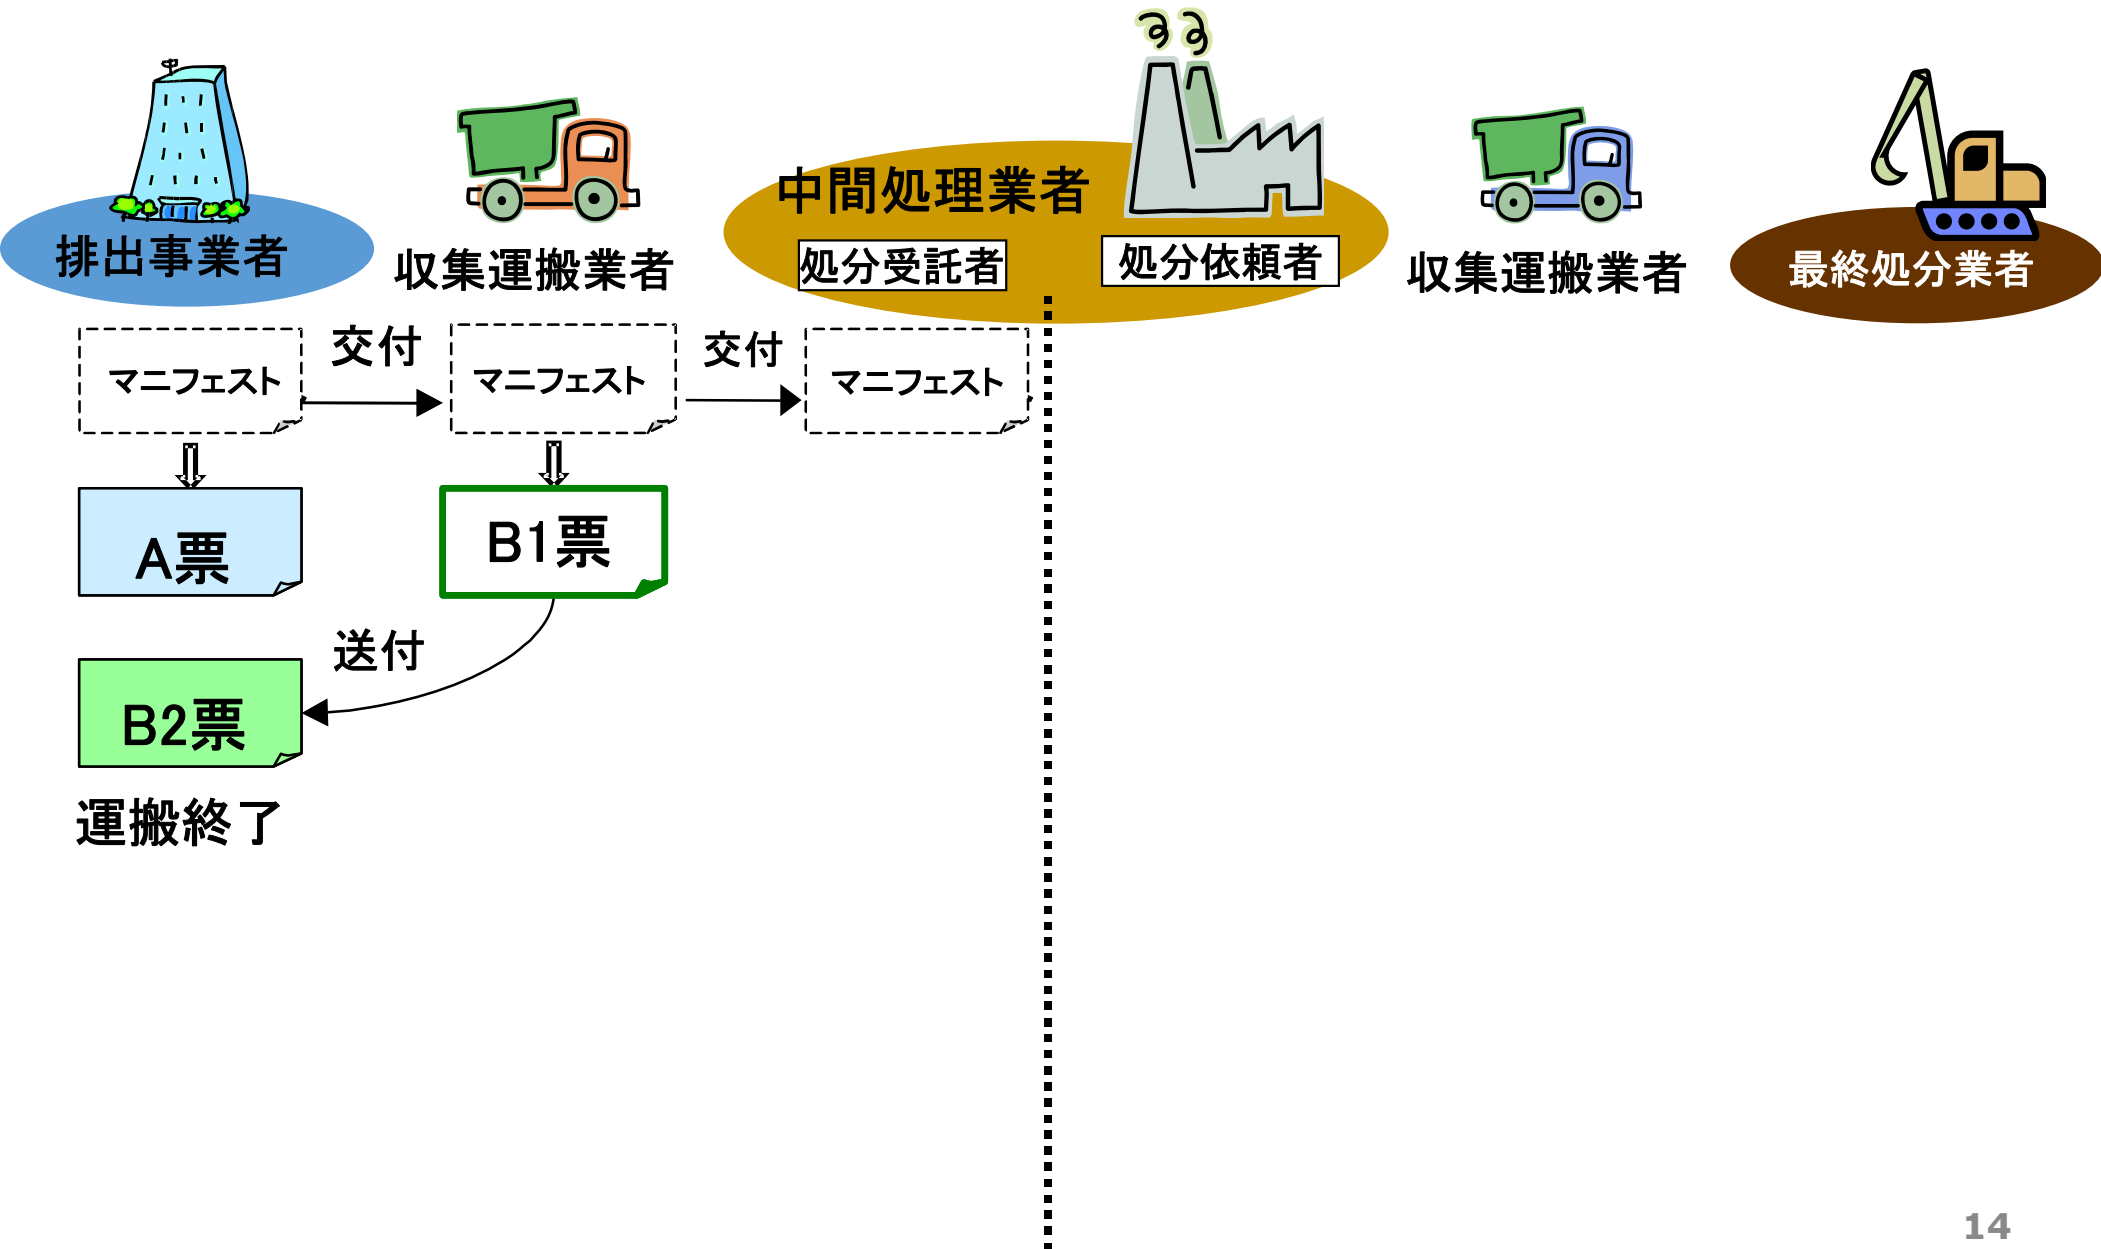 排出事業者
収集運搬業者
中間処理業者
処分受託者
処分依頼者
収集運搬業者
最終処分業者
マニフェスト
交付
マニフェスト
交付
マニフェスト
A票
B1票
送付
B2票
運搬終了
14